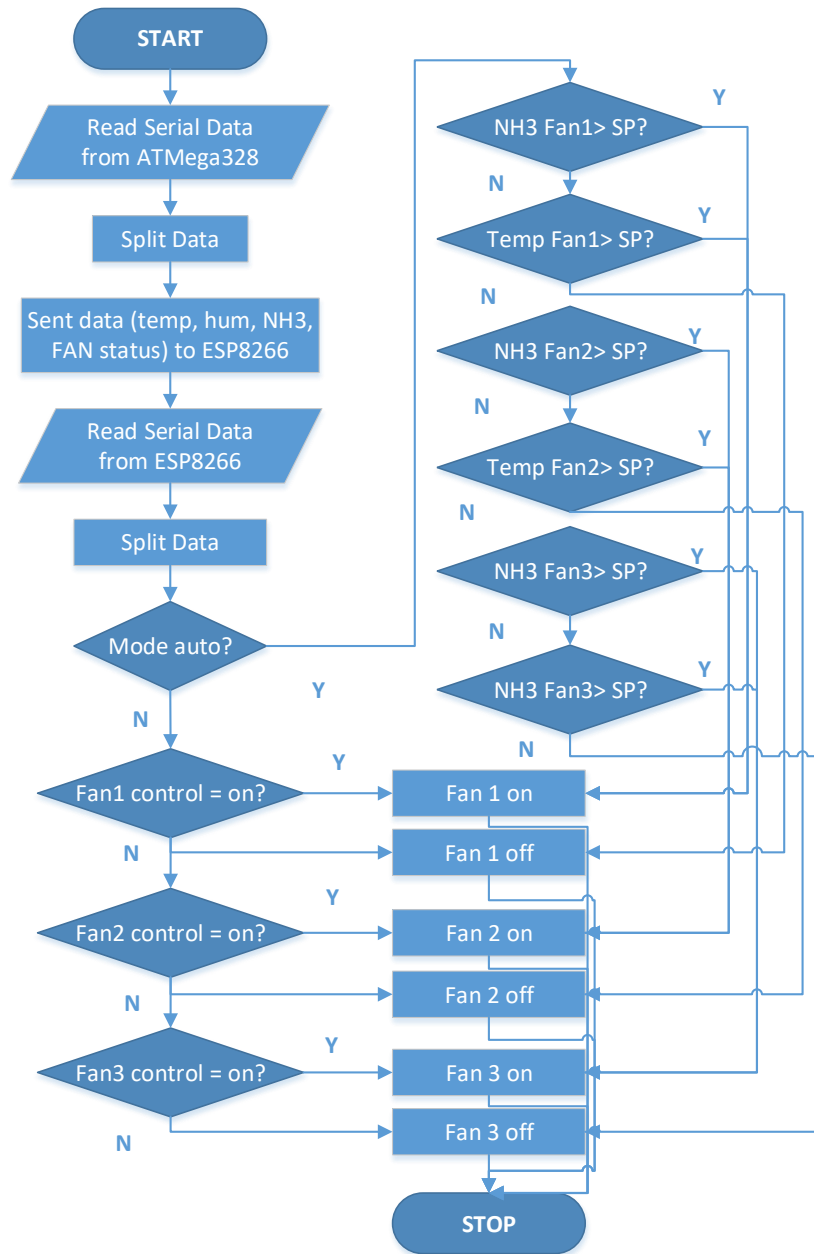 START
Read Serial Data
from ATMega328
Split Data
Sent data (temp, hum, NH3,
FAN status) to ESP8266
Read Serial Data
from ESP8266
Split Data
Mode auto?
Y
N
Fan1 control = on?
Y
N
Fan2 control = on?
Y
N
Fan3 control = on?
Y
N
NH3 Fan1> SP?
Y
N
Temp Fan1> SP?
Y
N
NH3 Fan2> SP?
Y
N
Temp Fan2> SP?
Y
N
NH3 Fan3> SP?
Y
N
NH3 Fan3> SP?
Y
N
Fan 1 on
Fan 1 off
Fan 2 on
Fan 2 off
Fan 3 on
Fan 3 off
STOP